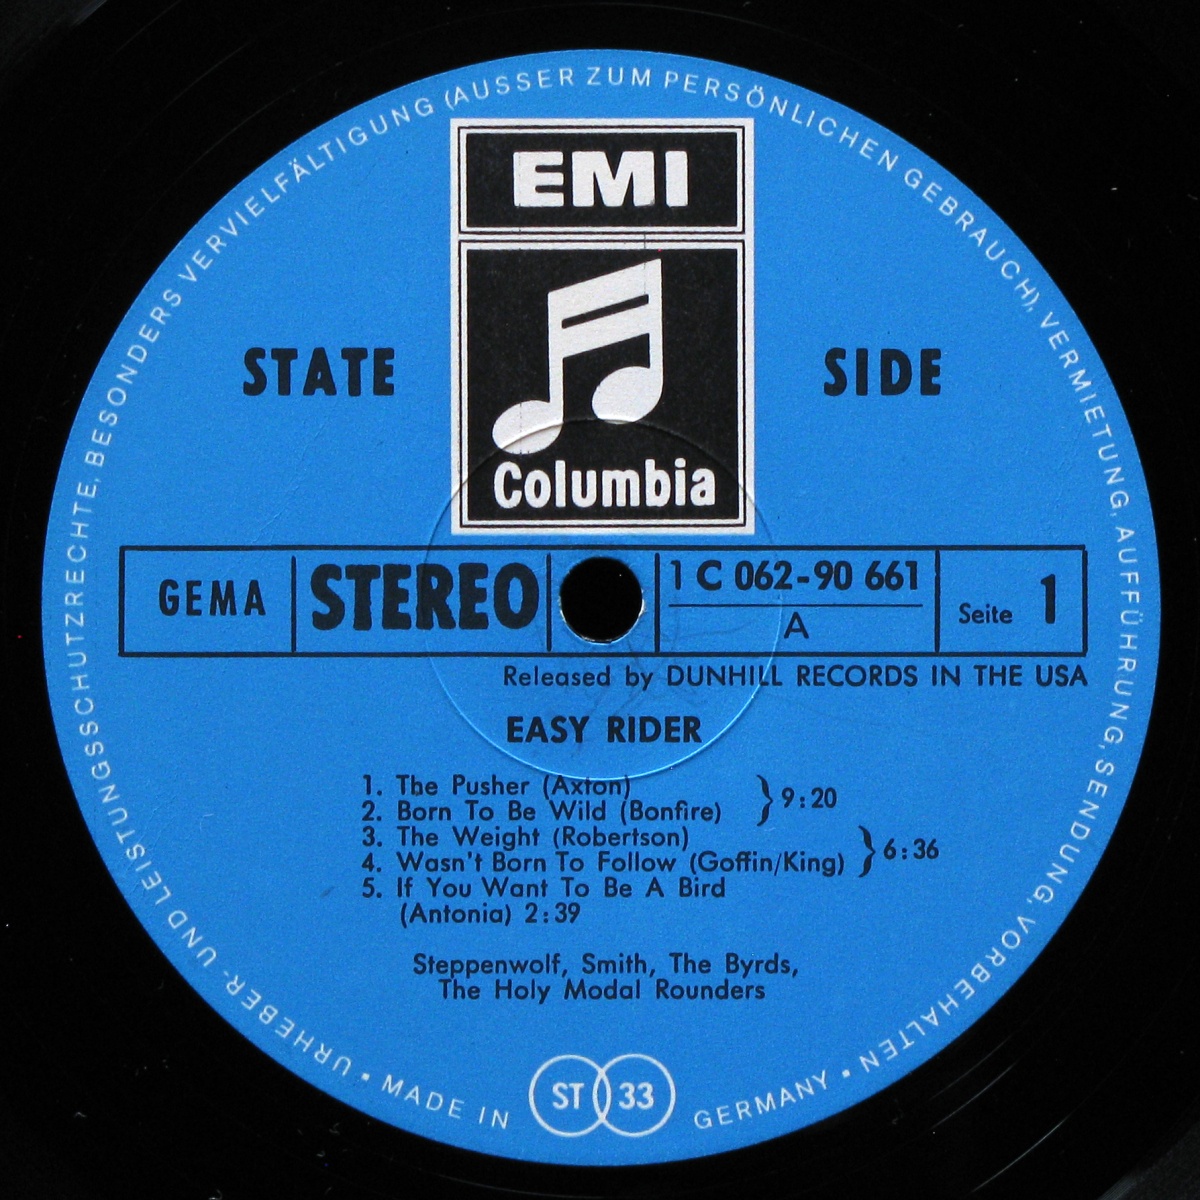 URHEBER- UND LEISTUNGSSCHUTZRECHTE, BESONDERS VERVIELFÄLTIGUNG (AUSSER ZUM PERSÖNLICHEN GEBRAUCH), VERMIETUNG, AUFFÜHRUNG, SENDUNG, VORBEHALTEN
EMI
STATE SIDE
Columbia
GEMA STEREO 1 C 062-90 661 Seite 1
A
Released by DUNHILL RECORDS IN THE USA
EASY RIDER
1. The Pusher (Axton)
2. Born To Be Wild (Bonfire) } 9:20
3. The Weight (Robertson)
4. Wasn't Born To Follow (Goffin/King) } 6:36
5. If You Want To Be A Bird
(Antonia) 2:39
Steppenwolf, Smith, The Byrds,
The Holy Modal Rounders
ST 33
▪ MADE IN GERMANY ▪